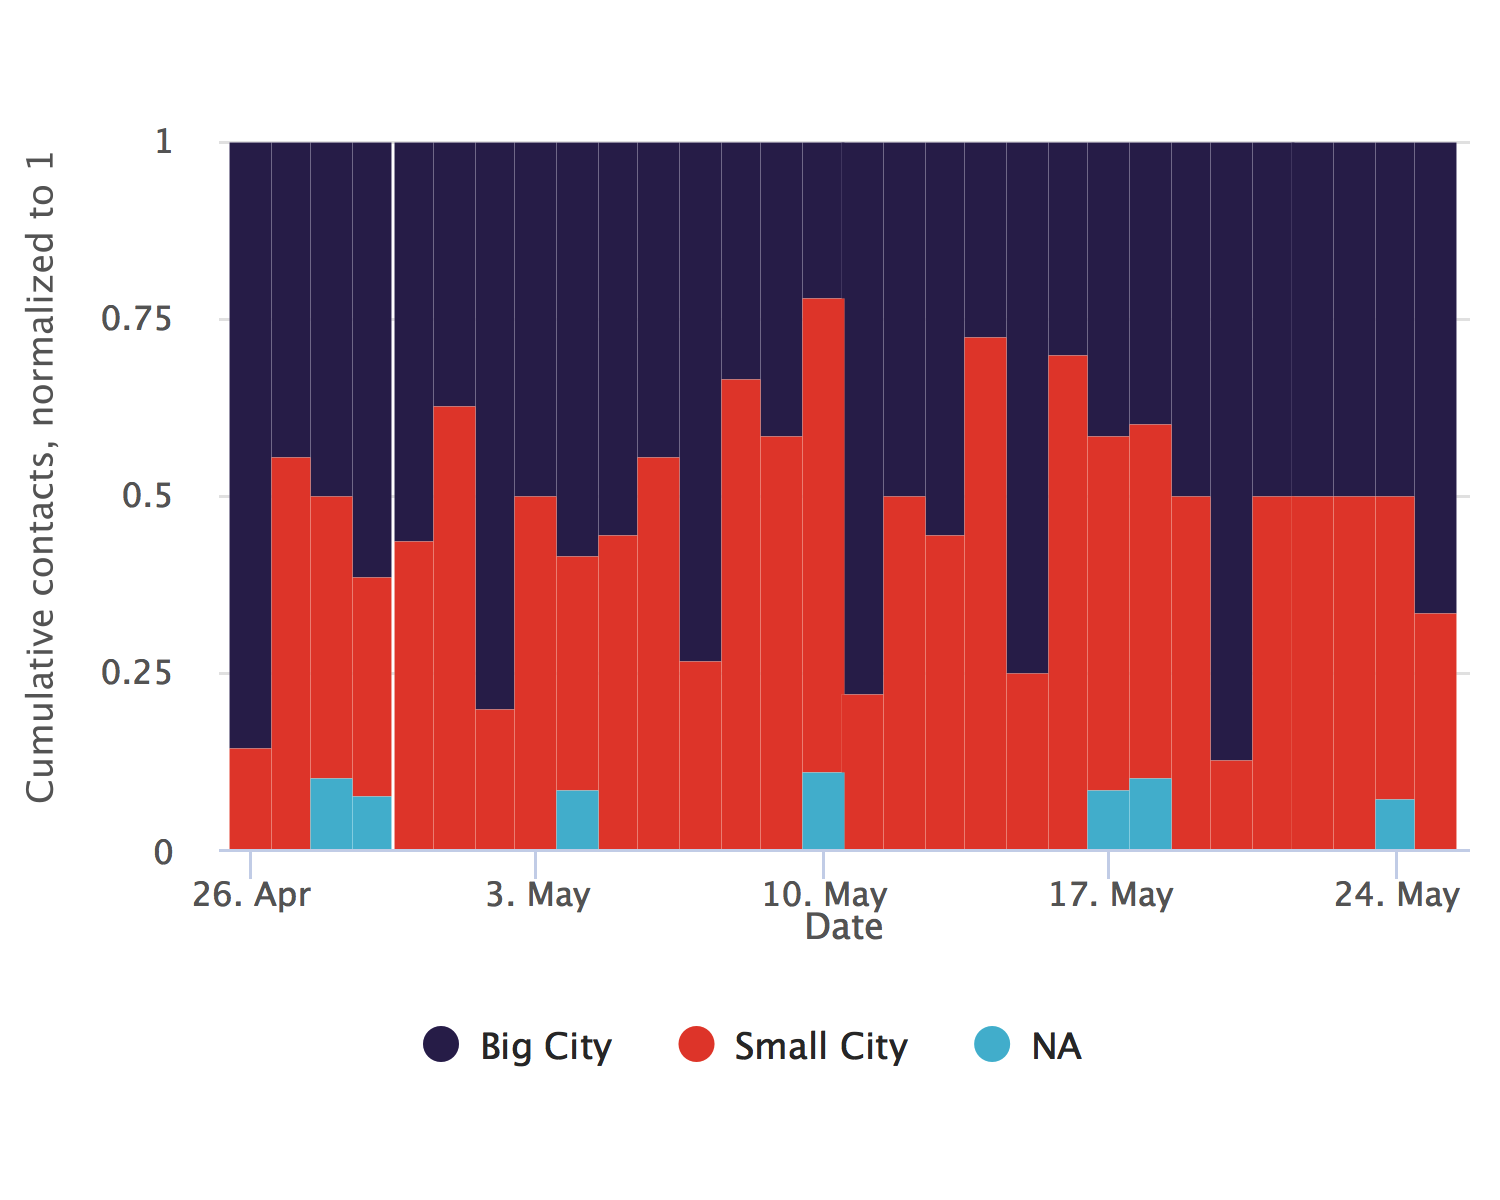 Cumulative contacts, normalized to 1
1
0.75
0.5
0.25
0
26. Apr 3. May 10. May 17. May 24. May
Date
Big City Small City NA